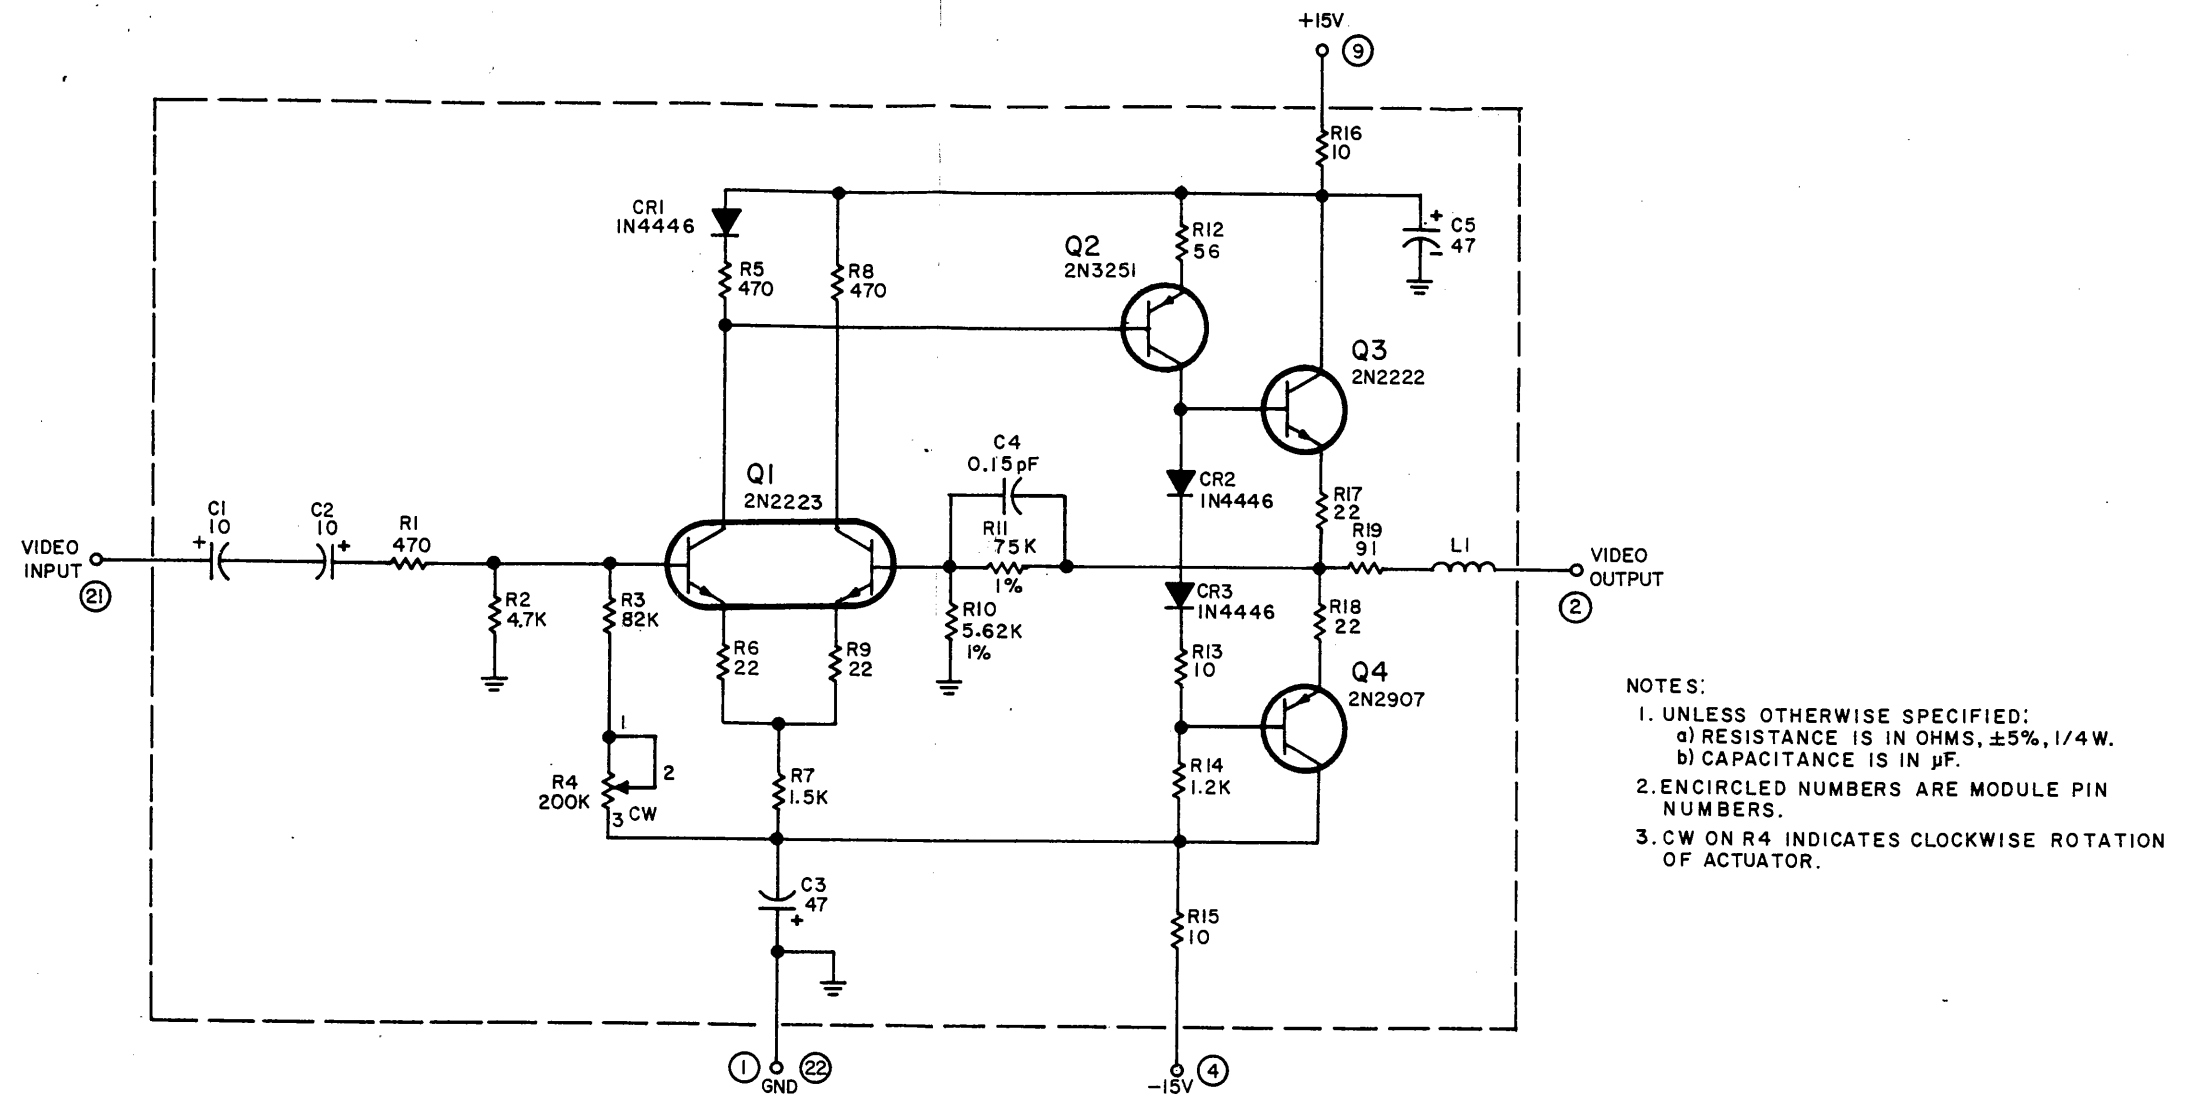 +15V
9
R16
10
CR1
1N4446
R5
470
R8
470
Q2
2N3251
R12
56
+ C5
47
-
Q3
2N2222
C4
0.15pF
R11
75K
1%
CR2
1N4446
R17
22
R19
91
L1
VIDEO
INPUT
21
C1
10
+
C2
10
+
R1
470
Q1
2N2223
VIDEO
OUTPUT
2
R2
4.7K
R3
82K
R6
22
R9
22
R10
5.62K
1%
CR3
1N4446
R18
22
R13
10
Q4
2N2907
1
2
R4
200K
3 CW
R7
1.5K
R14
1.2K
C3
47
+
R15
10
1
22
GND
-15V
4
NOTES:
1. UNLESS OTHERWISE SPECIFIED:
a) RESISTANCE IS IN OHMS, ±5%, 1/4W.
b) CAPACITANCE IS IN µF.
2. ENCIRCLED NUMBERS ARE MODULE PIN
NUMBERS.
3. CW ON R4 INDICATES CLOCKWISE ROTATION
OF ACTUATOR.